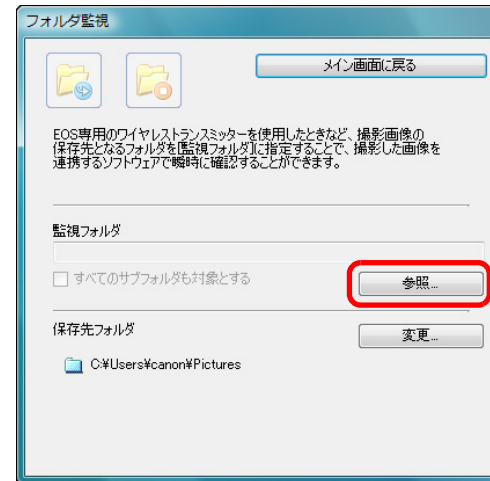 フォルダ監視
メイン画面に戻る
EOS専用のワイヤレストランスミッターを使用したときなど、撮影画像の
保存先となるフォルダを[監視フォルダ]に指定することで、撮影した画像を
連携するソフトウェアで瞬時に確認することができます。
監視フォルダ
すべてのサブフォルダも対象とする
参照...
保存先フォルダ
変更...
C:¥Users¥canon¥Pictures